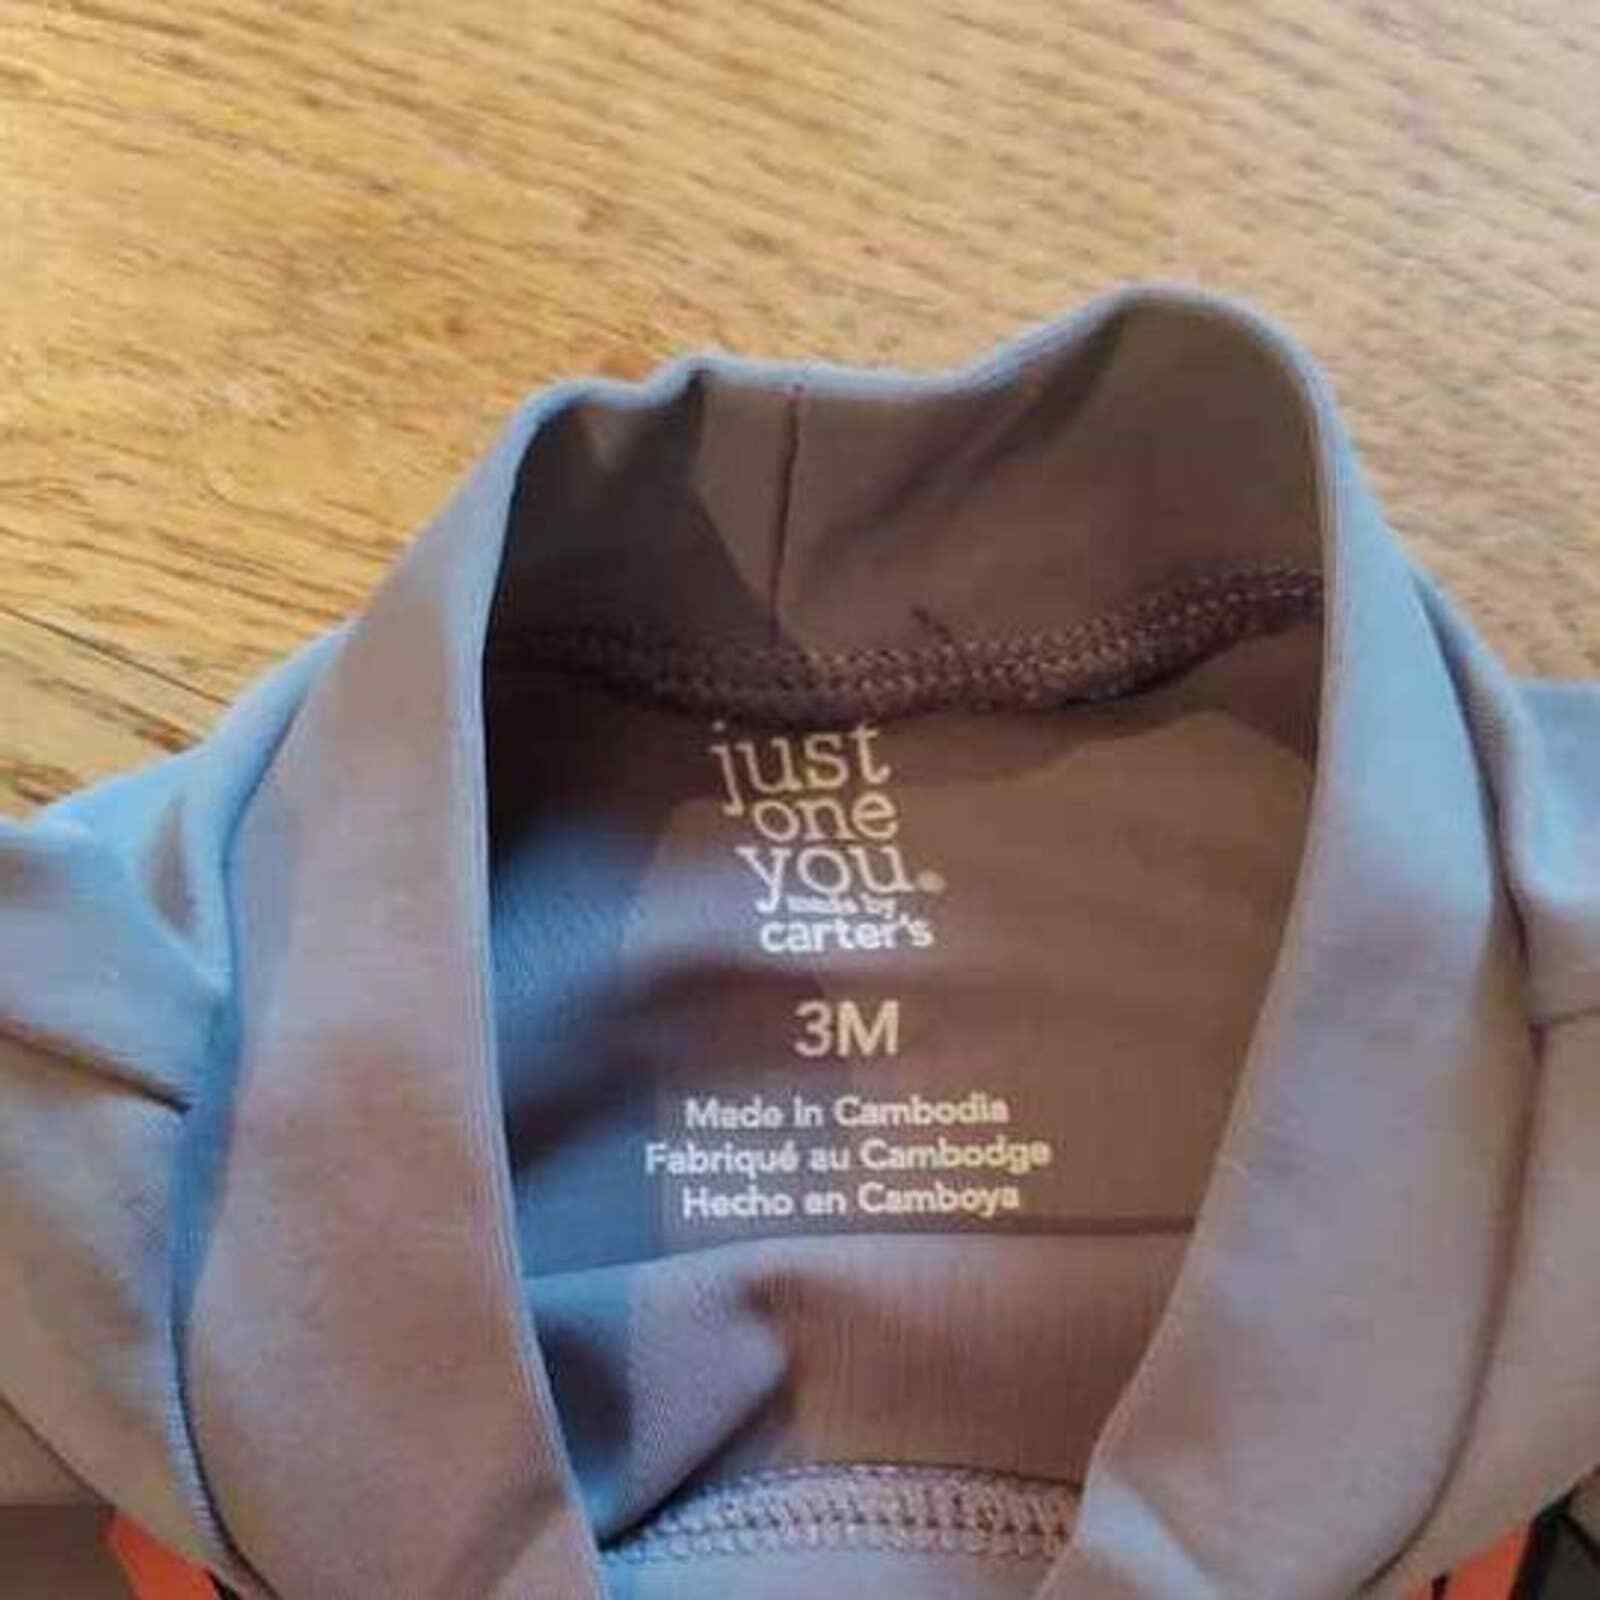 just
one
you®
made by
carter's
3M
Made in Cambodia
Fabriqué au Cambodge
Hecho en Camboya